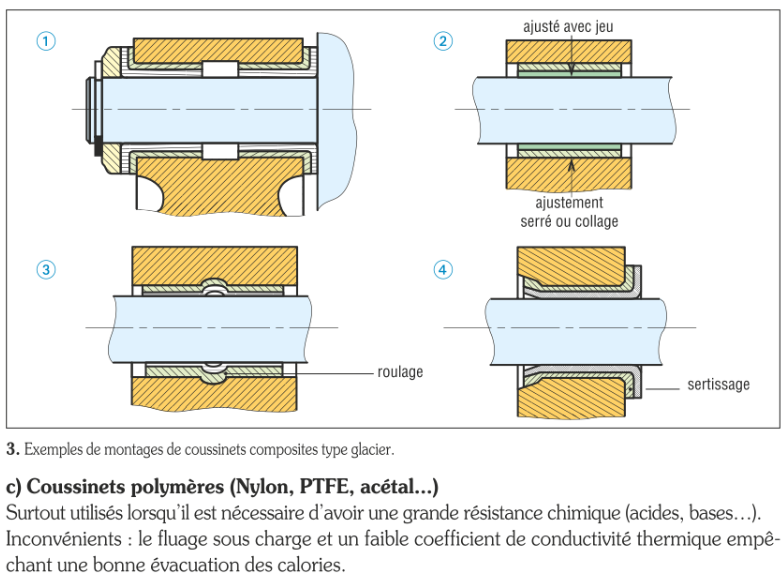 1
2
ajusté avec jeu
ajustement
serré ou collage
3
4
roulage
sertissage
3. Exemples de montages de coussinets composites type glacier.
c) Coussinets polymères (Nylon, PTFE, acétal...)
Surtout utilisés lorsqu'il est nécessaire d'avoir une grande résistance chimique (acides, bases...).
Inconvénients : le fluage sous charge et un faible coefficient de conductivité thermique empê-
chant une bonne évacuation des calories.